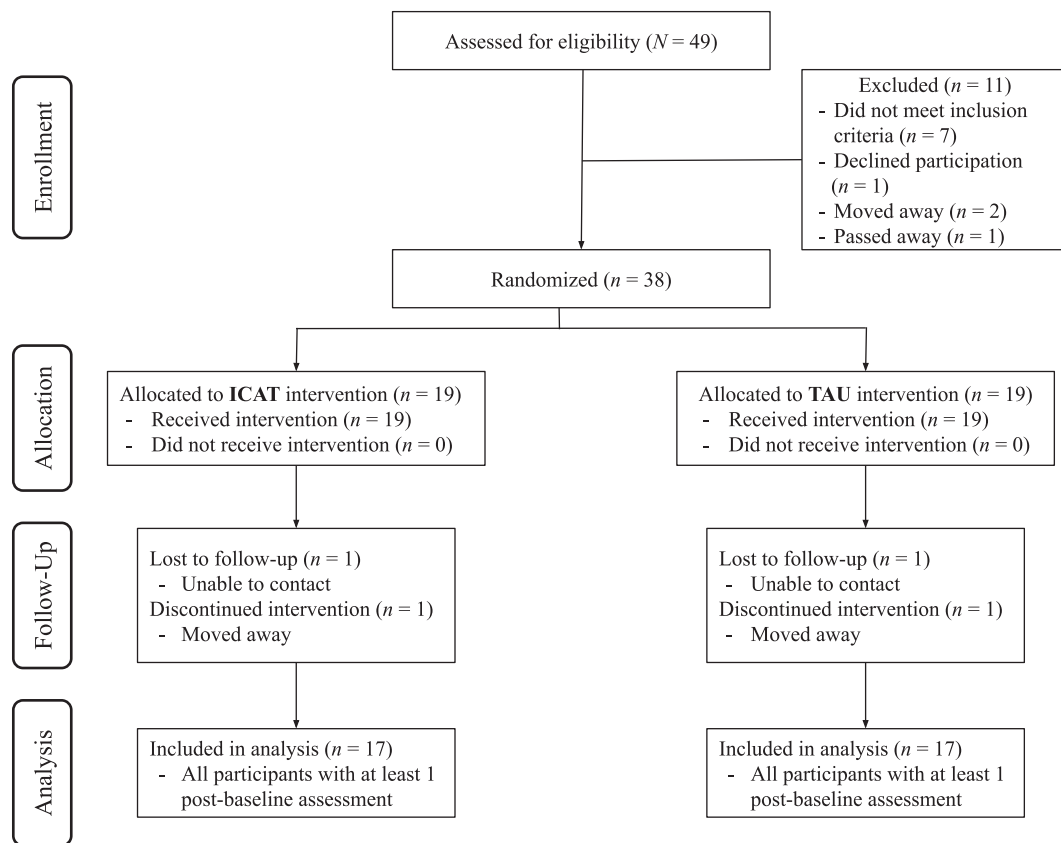 Assessed for eligibility (N = 49)
Enrollment
Excluded (n = 11)
- Did not meet inclusion
criteria (n = 7)
- Declined participation
(n = 1)
- Moved away (n = 2)
- Passed away (n = 1)
Randomized (n = 38)
Allocation
Allocated to ICAT intervention (n = 19)
- Received intervention (n = 19)
- Did not receive intervention (n = 0)
Allocated to TAU intervention (n = 19)
- Received intervention (n = 19)
- Did not receive intervention (n = 0)
Follow-Up
Lost to follow-up (n = 1)
- Unable to contact
Discontinued intervention (n = 1)
- Moved away
Lost to follow-up (n = 1)
- Unable to contact
Discontinued intervention (n = 1)
- Moved away
Analysis
Included in analysis (n = 17)
- All participants with at least 1
post-baseline assessment
Included in analysis (n = 17)
- All participants with at least 1
post-baseline assessment